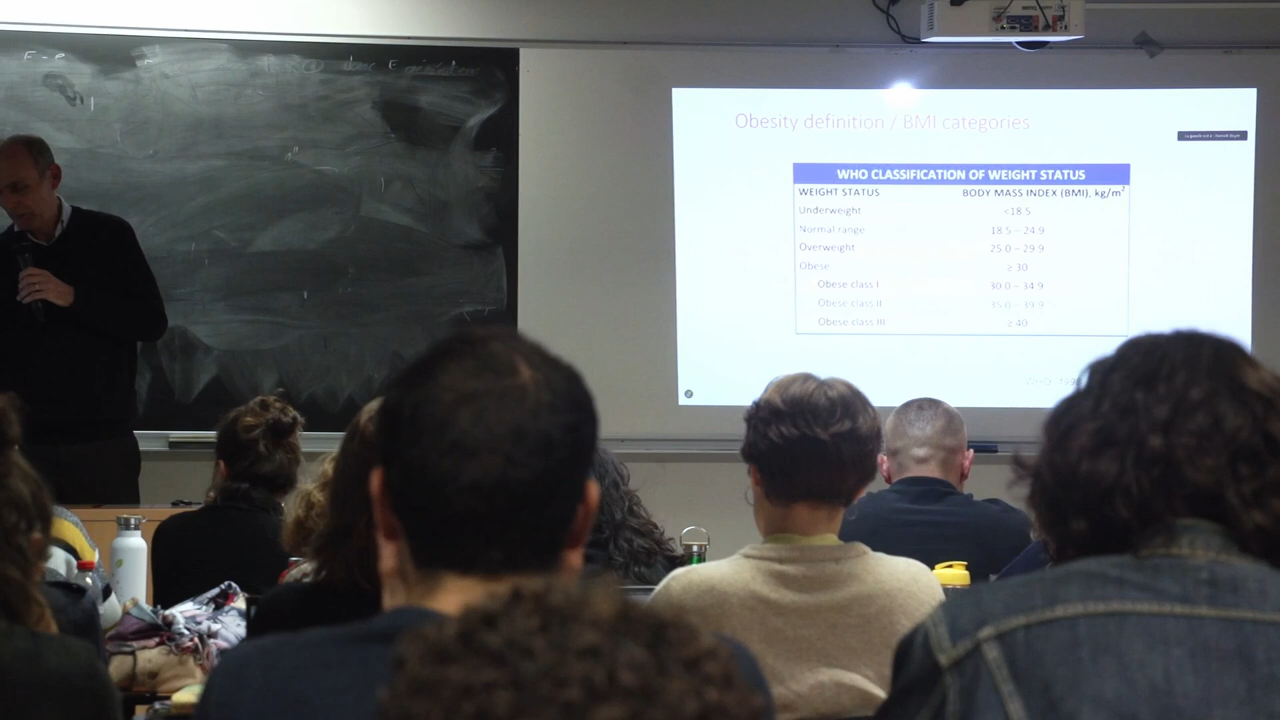 Obesity definition / BMI categories
WHO CLASSIFICATION OF WEIGHT STATUS
WEIGHT STATUS BODY MASS INDEX (BMI), kg/m²
Underweight <18.5
Normal range 18.5 – 24.9
Overweight 25.0 – 29.9
Obese ≥ 30
Obese class I 30.0 – 34.9
Obese class II 35.0 – 39.9
Obese class III ≥ 40
WHO